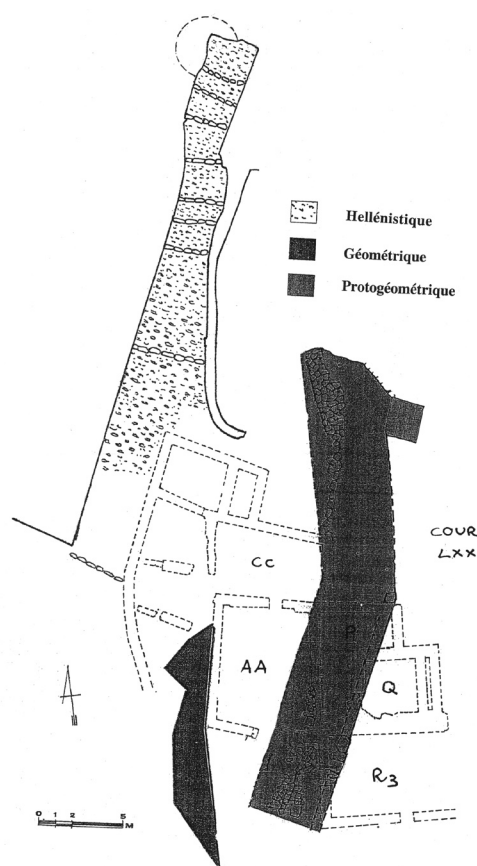 Hellénistique
Géométrique
Protogéométrique
COUR
LXX
CC
P
AA
Q
R3
0 1 2 5
M